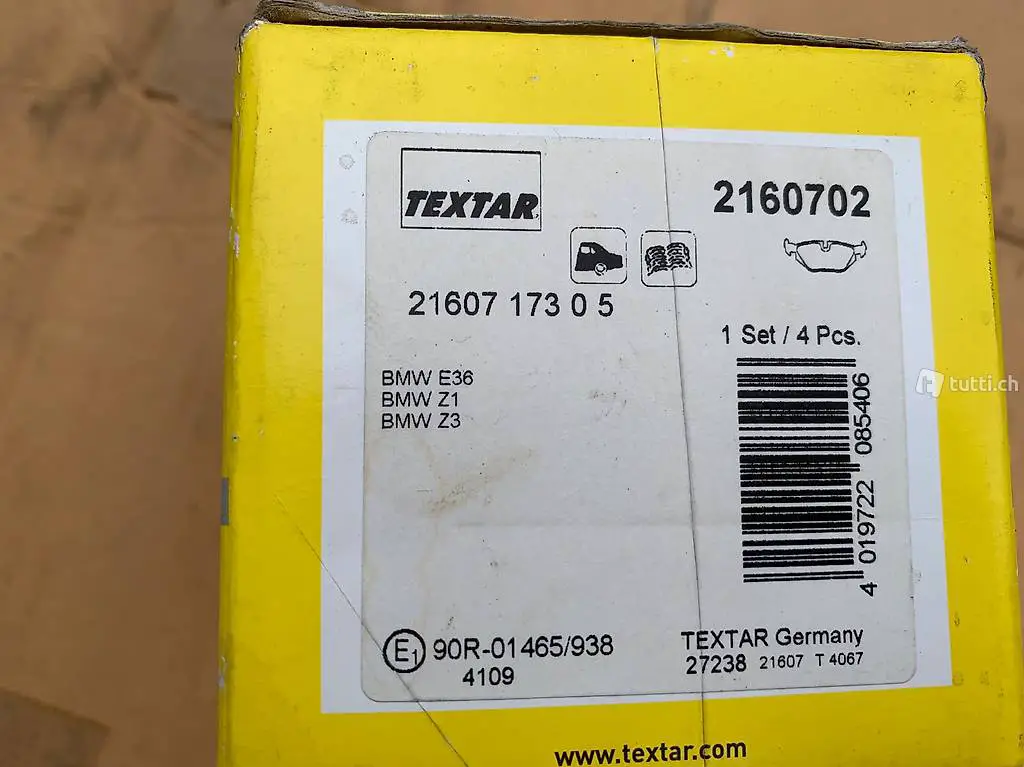 TEXTAR
2160702
21607 173 0 5
1 Set / 4 Pcs.
BMW E36
BMW Z1
BMW Z3
4 019722 085406
E1 90R-01465/938
4109
TEXTAR Germany
27238 21607 T 4067
www.textar.com
tutti.ch